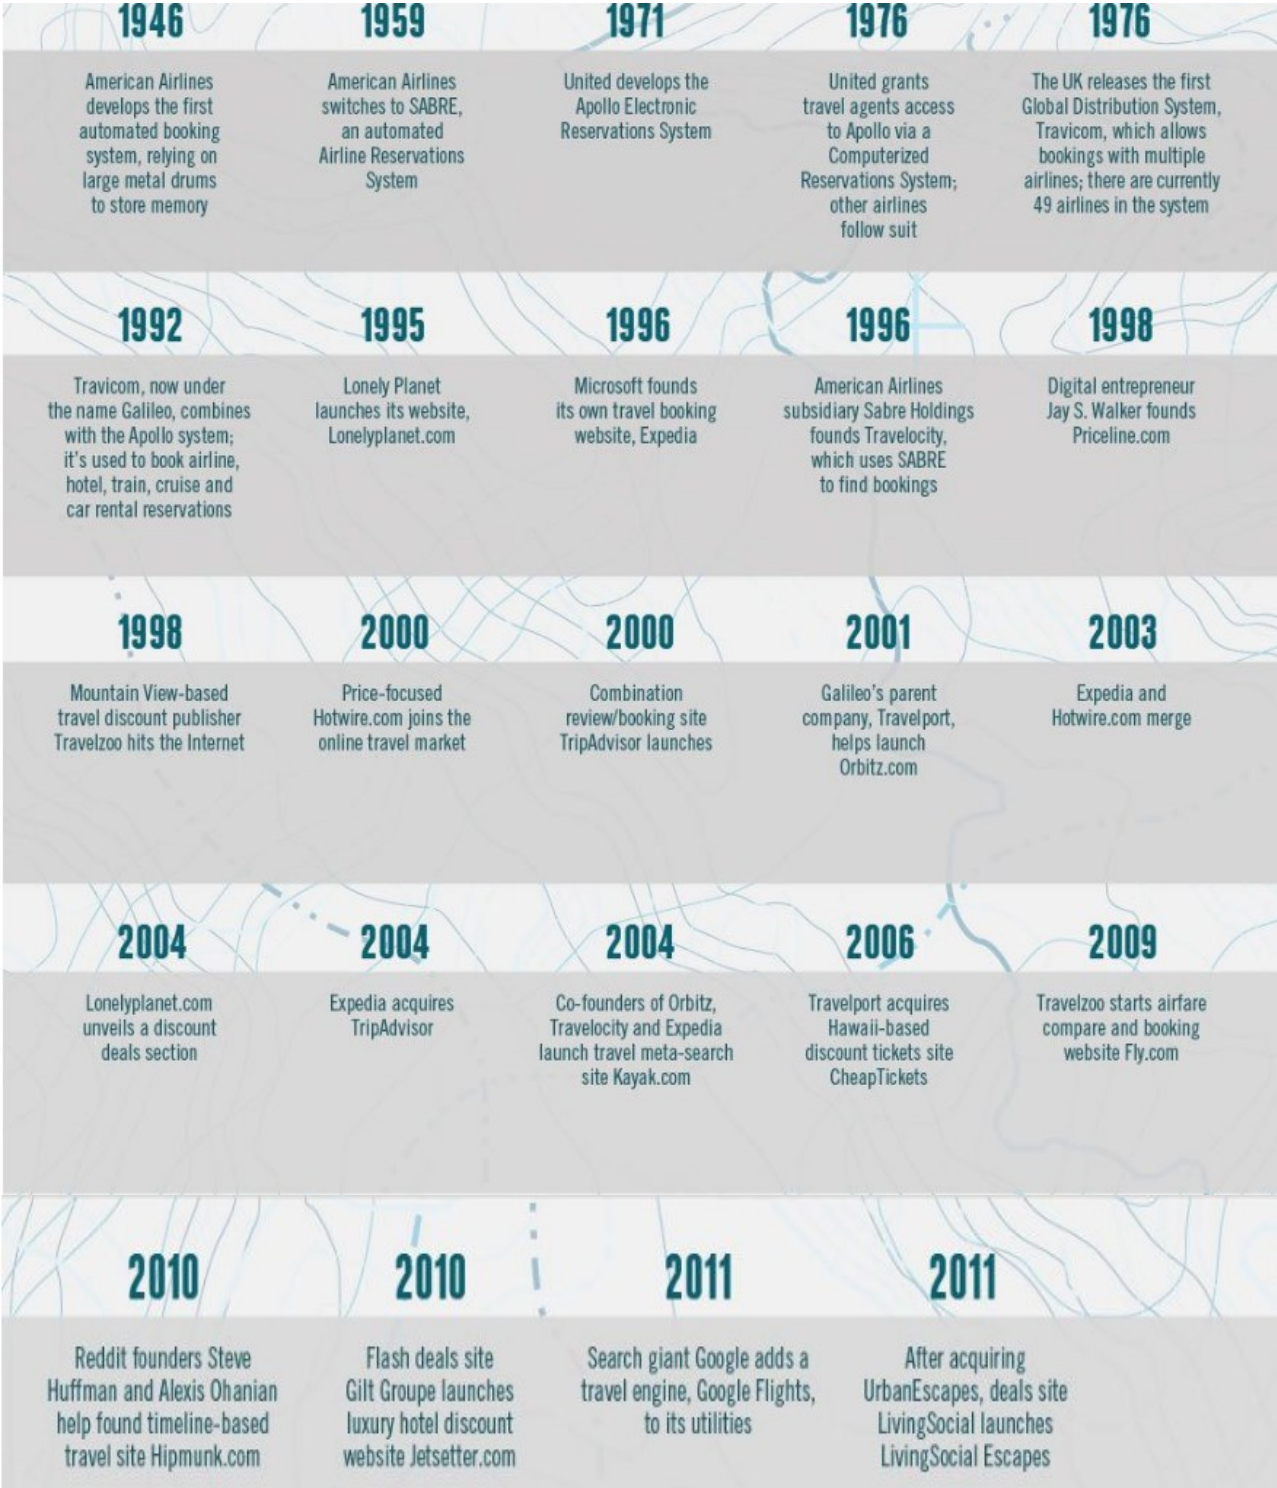 1946
American Airlines
develops the first
automated booking
system, relying on
large metal drums
to store memory
1959
American Airlines
switches to SABRE,
an automated
Airline Reservations
System
1971
United develops the
Apollo Electronic
Reservations System
1976
United grants
travel agents access
to Apollo via a
Computerized
Reservations System;
other airlines
follow suit
1976
The UK releases the first
Global Distribution System,
Travicom, which allows
bookings with multiple
airlines; there are currently
49 airlines in the system
1992
Travicom, now under
the name Galileo, combines
with the Apollo system;
it's used to book airline,
hotel, train, cruise and
car rental reservations
1995
Lonely Planet
launches its website,
Lonelyplanet.com
1996
Microsoft founds
its own travel booking
website, Expedia
1996
American Airlines
subsidiary Sabre Holdings
founds Travelocity,
which uses SABRE
to find bookings
1998
Digital entrepreneur
Jay S. Walker founds
Priceline.com
1998
Mountain View-based
travel discount publisher
Travelzoo hits the Internet
2000
Price-focused
Hotwire.com joins the
online travel market
2000
Combination
review/booking site
TripAdvisor launches
2001
Galileo's parent
company, Travelport,
helps launch
Orbitz.com
2003
Expedia and
Hotwire.com merge
2004
Lonelyplanet.com
unveils a discount
deals section
2004
Expedia acquires
TripAdvisor
2004
Co-founders of Orbitz,
Travelocity and Expedia
launch travel meta-search
site Kayak.com
2006
Travelport acquires
Hawaii-based
discount tickets site
CheapTickets
2009
Travelzoo starts airfare
compare and booking
website Fly.com
2010
Reddit founders Steve
Huffman and Alexis Ohanian
help found timeline-based
travel site Hipmunk.com
2010
Flash deals site
Gilt Groupe launches
luxury hotel discount
website Jetsetter.com
2011
Search giant Google adds a
travel engine, Google Flights,
to its utilities
2011
After acquiring
UrbanEscapes, deals site
LivingSocial launches
LivingSocial Escapes